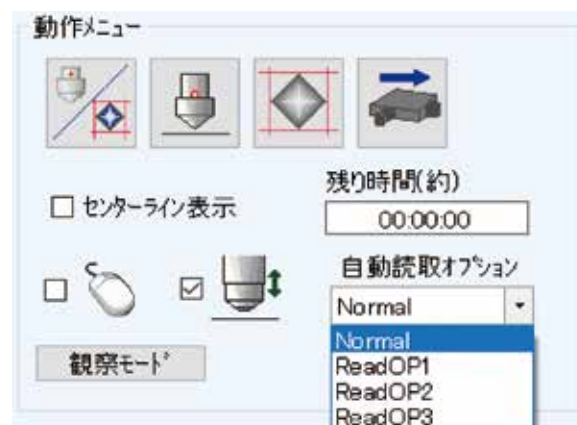 動作メニュー
センターライン表示
残り時間(約)
00:00:00
自動読取オプション
Normal
Normal
ReadOP1
ReadOP2
ReadOP3
観察モード